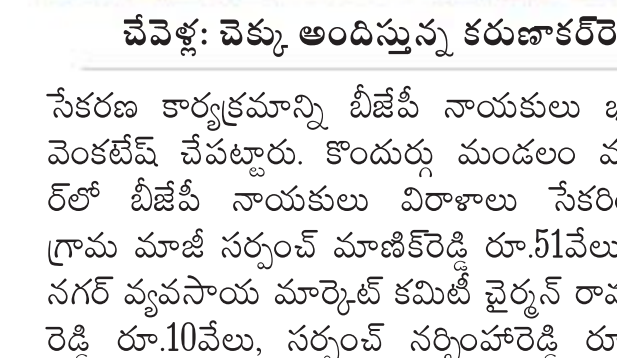 చేవెళ్ల: చెక్కు అందిస్తున్న కరుణాకర్‌రె
సేకరణ కార్యక్రమాన్ని బీజేపీ నాయకులు
వెంకటేష్ చేపట్టారు. కొందుర్గు మండలం
ర్‌లో బీజేపీ నాయకులు విరాళాలు సేకరిం
గ్రామ మాజీ సర్పంచ్ మాణిక్‌రెడ్డి రూ.51వేలు
నగర్ వ్యవసాయ మార్కెట్ కమిటీ చైర్మన్ రామ
రెడ్డి రూ.10వేలు, సర్పంచ్ నర్సింహారెడ్డి రూ